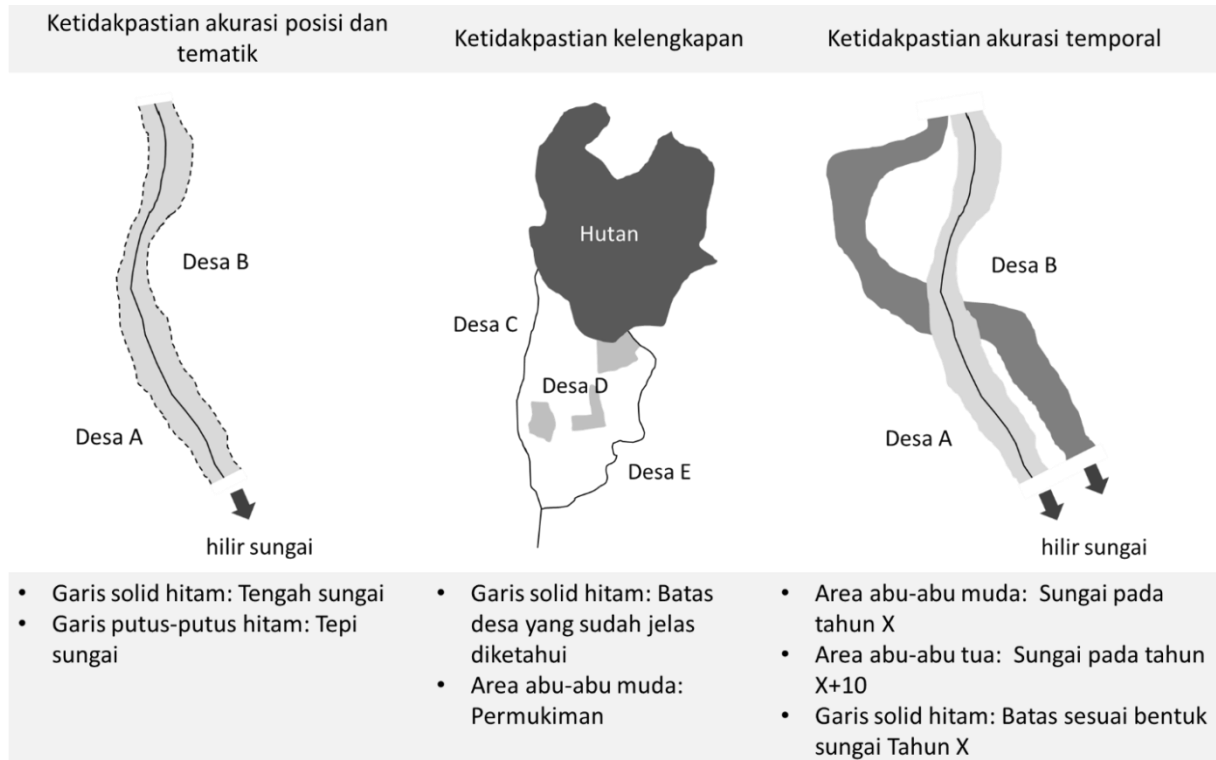 Ketidakpastian akurasi posisi dan
tematik
Ketidakpastian kelengkapan
Ketidakpastian akurasi temporal
Desa B
Desa A
hilir sungai
Hutan
Desa C
Desa D
Desa E
Desa B
Desa A
hilir sungai
• Garis solid hitam: Tengah sungai
• Garis putus-putus hitam: Tepi
sungai
• Garis solid hitam: Batas
desa yang sudah jelas
diketahui
• Area abu-abu muda:
Permukiman
• Area abu-abu muda: Sungai pada
tahun X
• Area abu-abu tua: Sungai pada tahun
X+10
• Garis solid hitam: Batas sesuai bentuk
sungai Tahun X